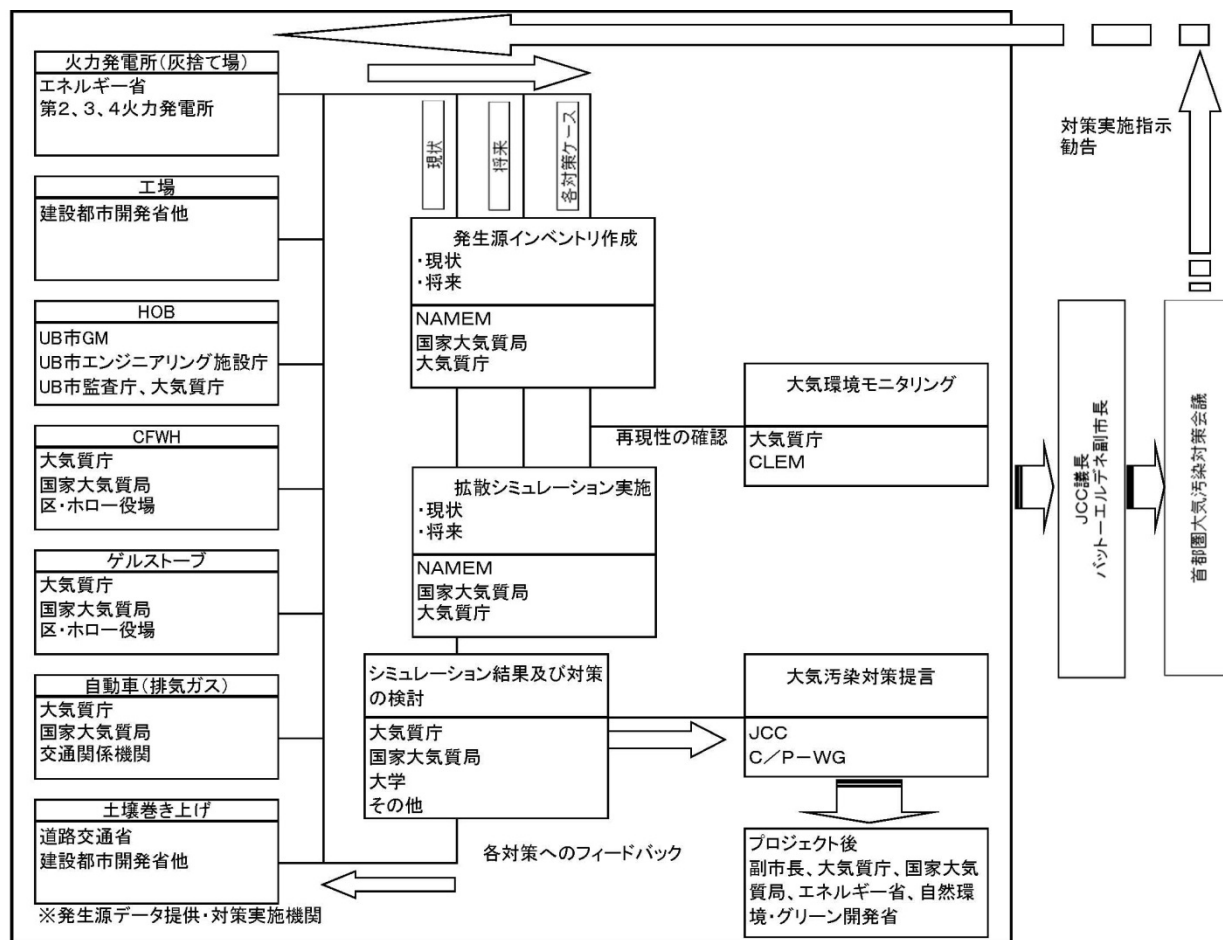 火力発電所(灰捨て場)
エネルギー省
第2、3、4火力発電所
工場
建設都市開発省他
HOB
UB市GM
UB市エンジニアリング施設庁
UB市監査庁、大気質庁
CFWH
大気質庁
国家大気質局
区・ホロー役場
ゲルストーブ
大気質庁
国家大気質局
区・ホロー役場
自動車(排気ガス)
大気質庁
国家大気質局
交通関係機関
土壌巻き上げ
道路交通省
建設都市開発省他
※発生源データ提供・対策実施機関
現状
将来
各対策ケース
発生源インベントリ作成
・現状
・将来
NAMEM
国家大気質局
大気質庁
再現性の確認
大気環境モニタリング
大気質庁
CLEM
拡散シミュレーション実施
・現状
・将来
NAMEM
国家大気質局
大気質庁
シミュレーション結果及び対策
の検討
大気質庁
国家大気質局
大学
その他
各対策へのフィードバック
大気汚染対策提言
JCC
C/P-WG
プロジェクト後
副市長、大気質庁、国家大気
質局、エネルギー省、自然環
境・グリーン開発省
JCC議長
バットーエルデネ副市長
首都圏大気汚染対策会議
対策実施指示
勧告